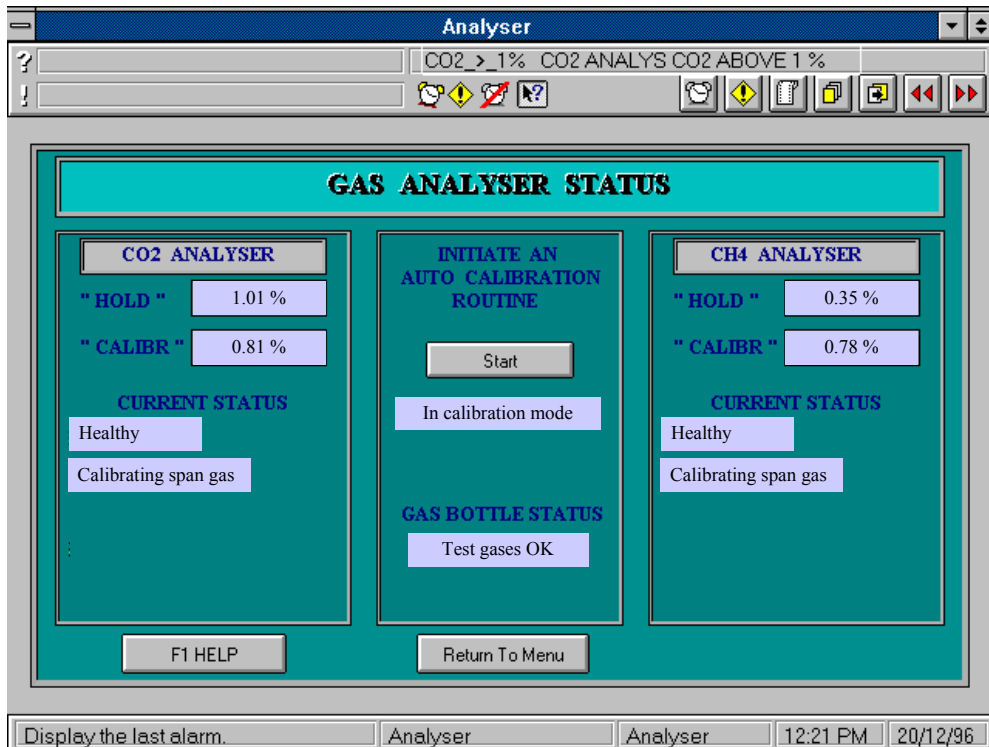 Analyser
CO2_>_1% CO2 ANALYS CO2 ABOVE 1 %
GAS ANALYSER STATUS
CO2 ANALYSER
" HOLD " 1.01 %
" CALIBR " 0.81 %
CURRENT STATUS
Healthy
Calibrating span gas
INITIATE AN
AUTO CALIBRATION
ROUTINE
Start
In calibration mode
GAS BOTTLE STATUS
Test gases OK
CH4 ANALYSER
" HOLD " 0.35 %
" CALIBR " 0.78 %
CURRENT STATUS
Healthy
Calibrating span gas
F1 HELP
Return To Menu
Display the last alarm.
Analyser
Analyser
12:21 PM
20/12/96